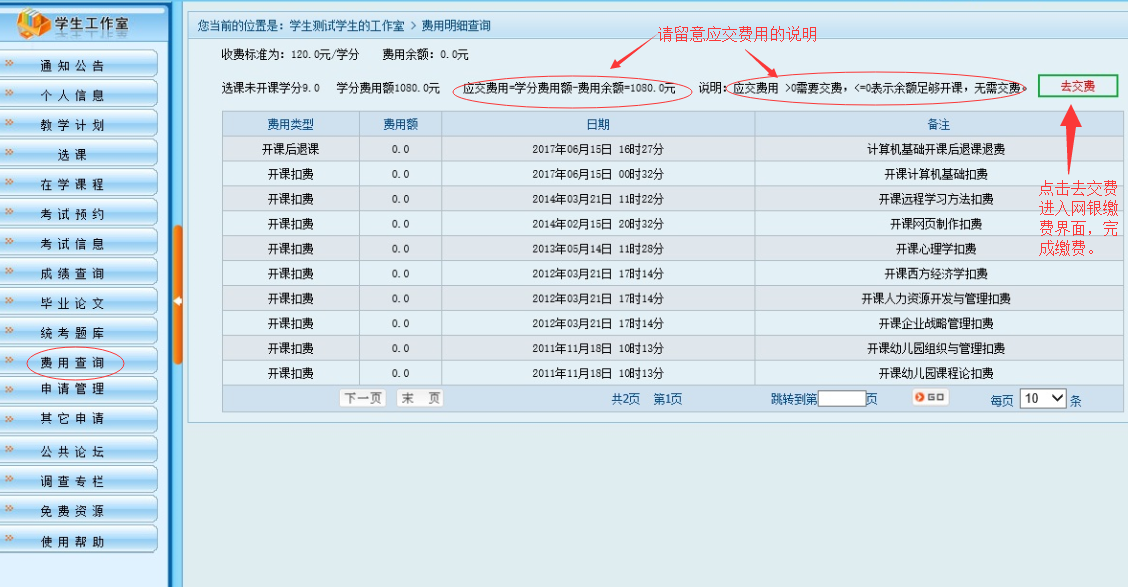 学生工作室
通知公告
个人信息
教学计划
选课
在学课程
考试预约
考试信息
成绩查询
毕业论文
统考题库
费用查询
申请管理
其它申请
公共论坛
调查专栏
免费资源
使用帮助
您当前的位置是: 学生测试学生的工作室 > 费用明细查询
请留意应交费用的说明
收费标准为: 120.0元/学分 费用余额: 0.0元
选课未开课学分9.0 学分费用额1080.0元 应交费用=学分费用额-费用余额=1080.0元 说明: 应交费用 >0需要交费, <=0表示余额足够开课, 无需交费。 去交费
费用类型 费用额 日期 备注
开课后退课 0.0 2017年06月15日 16时27分 计算机基础开课后退课退费
开课扣费 0.0 2017年06月15日 00时32分 开课计算机基础扣费
开课扣费 0.0 2014年03月21日 11时22分 开课远程学习方法扣费
开课扣费 0.0 2014年02月15日 20时32分 开课网页制作扣费
开课扣费 0.0 2013年05月14日 11时28分 开课心理学扣费
开课扣费 0.0 2012年03月21日 17时14分 开课西方经济学扣费
开课扣费 0.0 2012年03月21日 17时14分 开课人力资源开发与管理扣费
开课扣费 0.0 2012年03月21日 17时14分 开课企业战略管理扣费
开课扣费 0.0 2011年11月18日 10时13分 开课幼儿园组织与管理扣费
开课扣费 0.0 2011年11月18日 10时13分 开课幼儿园课程论扣费
下一页 末 页 共2页 第1页 跳转到第 页 GO 每页 10 条
点击去交费
进入网银缴
费界面,完
成缴费。